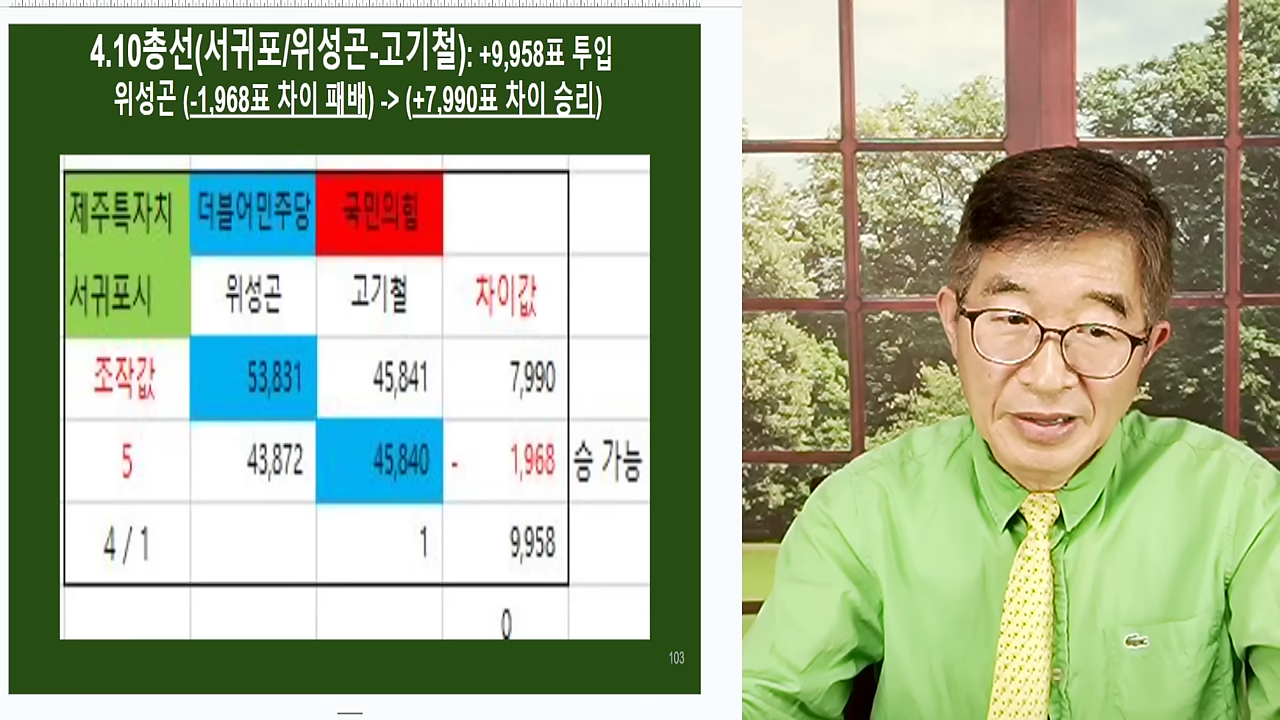 4.10총선(서귀포/위성곤-고기철): +9,958표 투입
위성곤 (-1,968표 차이 패배) -> (+7,990표 차이 승리)
제주특자치 더불어민주당 국민의힘
서귀포시 위성곤 고기철 차이값
조작값 53,831 45,841 7,990
5 43,872 45,840 - 1,968 승 가능
4 / 1 1 9,958
0
103